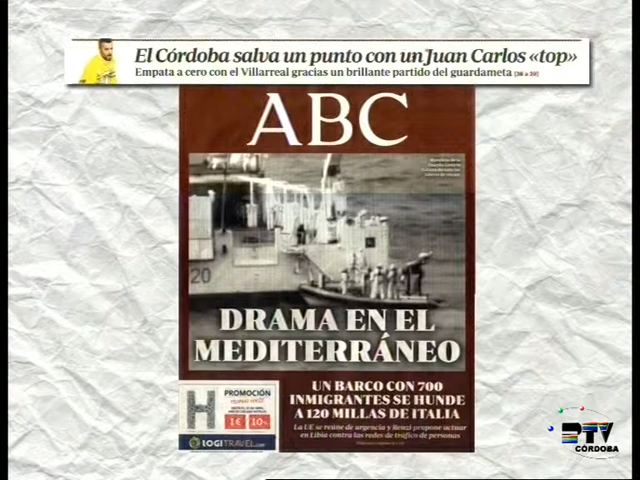 El Córdoba salva un punto con un Juan Carlos «top»
Empata a cero con el Villarreal gracias un brillante partido del guardameta [36 a 39]
ABC
20
DRAMA EN EL
MEDITERRÁNEO
PROMOCIÓN
1€ 10%
LOGITRAVEL.com
UN BARCO CON 700
INMIGRANTES SE HUNDE
A 120 MILLAS DE ITALIA
La UE se reúne de urgencia y Renzi propone actuar
en Libia contra las redes de tráfico de personas
PTV
CÓRDOBA